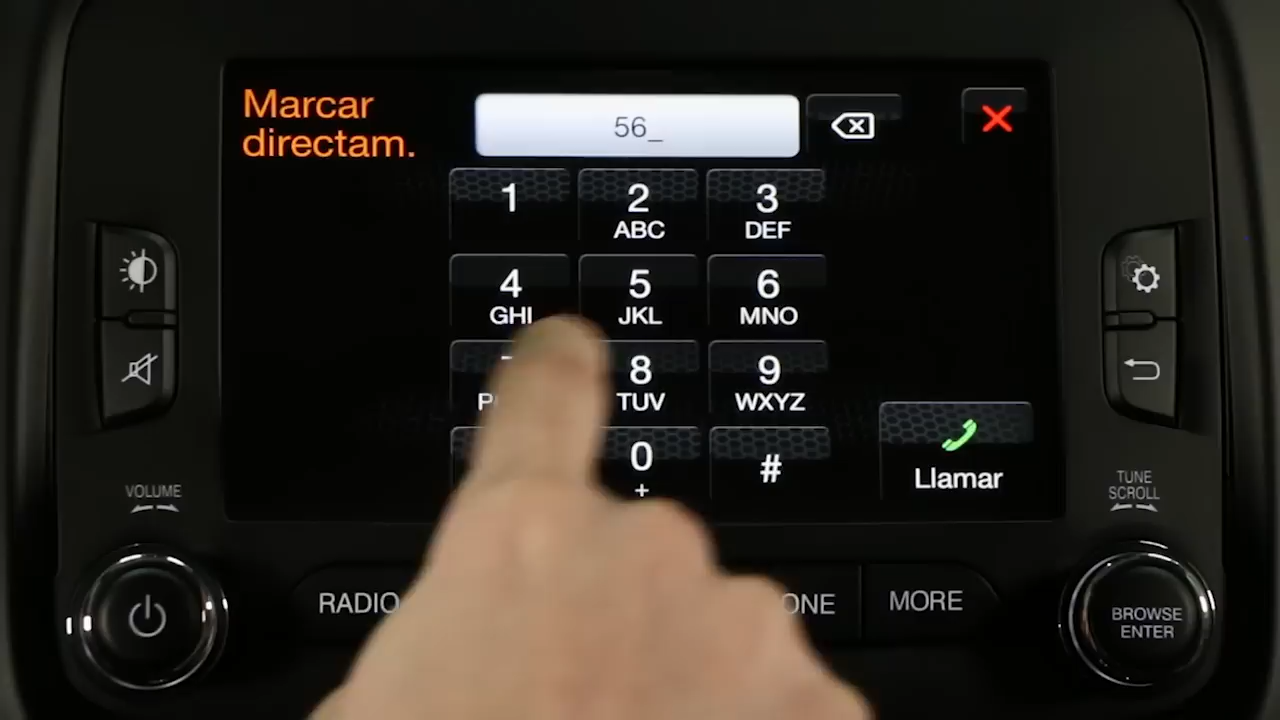 Marcar
directam.
56_
1
2
ABC
3
DEF
4
GHI
5
JKL
6
MNO
8
TUV
9
WXYZ
0
+
#
Llamar
VOLUME
TUNE
SCROLL
RADIO
MORE
BROWSE
ENTER